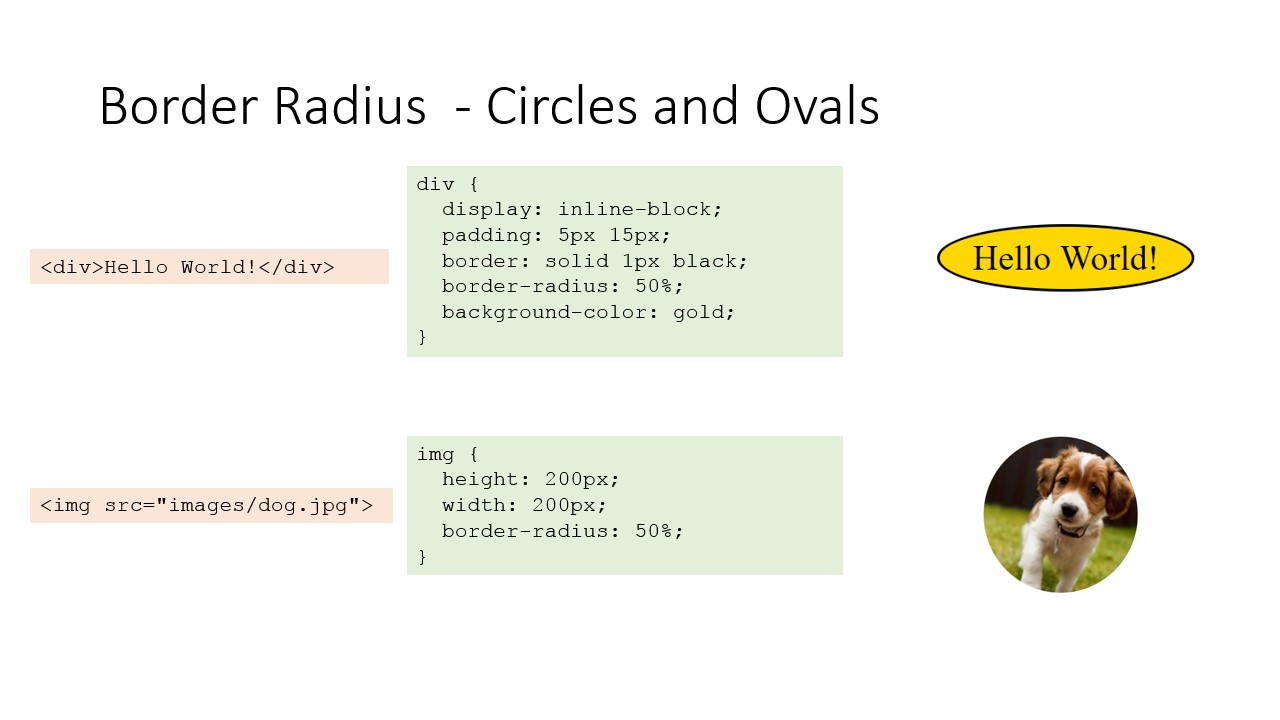 Border Radius  - Circles and Ovals
<div>Hello World!</div>
div {
  display: inline-block;
  padding: 5px 15px;
  border: solid 1px black;
  border-radius: 50%;
  background-color: gold;
}
Hello World!
<img src="images/dog.jpg">
img {
  height: 200px;
  width: 200px;
  border-radius: 50%;
}